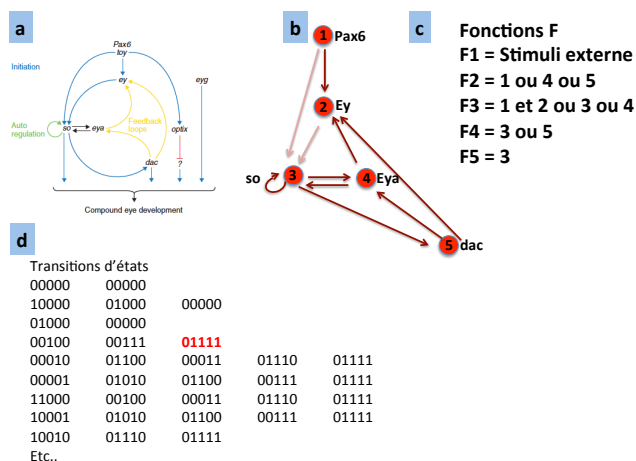 a
Pax6
toy
Initiation
ey
eyg
Auto
regulation
so
eya
Feedback
loops
optix
dac
?
Compound eye development
b
1 Pax6
2 Ey
so 3
4 Eya
5 dac
c
Fonctions F
F1 = Stimuli externe
F2 = 1 ou 4 ou 5
F3 = 1 et 2 ou 3 ou 4
F4 = 3 ou 5
F5 = 3
d
Transitions d'états
00000 00000
10000 01000 00000
01000 00000
00100 00111 01111
00010 01100 00011 01110 01111
00001 01010 01100 00111 01111
11000 00100 00011 01110 01111
10001 01010 01100 00111 01111
10010 01110 01111
Etc..